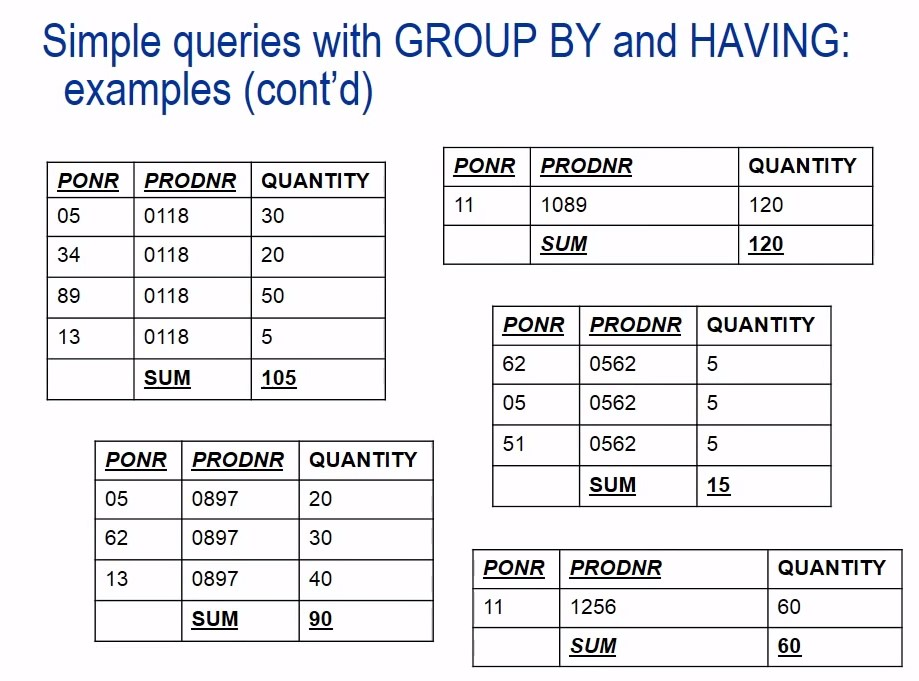 Simple queries with GROUP BY and HAVING:
examples (cont’d)
PONR PRODNR QUANTITY
05 0118 30
34 0118 20
89 0118 50
13 0118 5
SUM 105
PONR PRODNR QUANTITY
11 1089 120
SUM 120
PONR PRODNR QUANTITY
62 0562 5
05 0562 5
51 0562 5
SUM 15
PONR PRODNR QUANTITY
05 0897 20
62 0897 30
13 0897 40
SUM 90
PONR PRODNR QUANTITY
11 1256 60
SUM 60